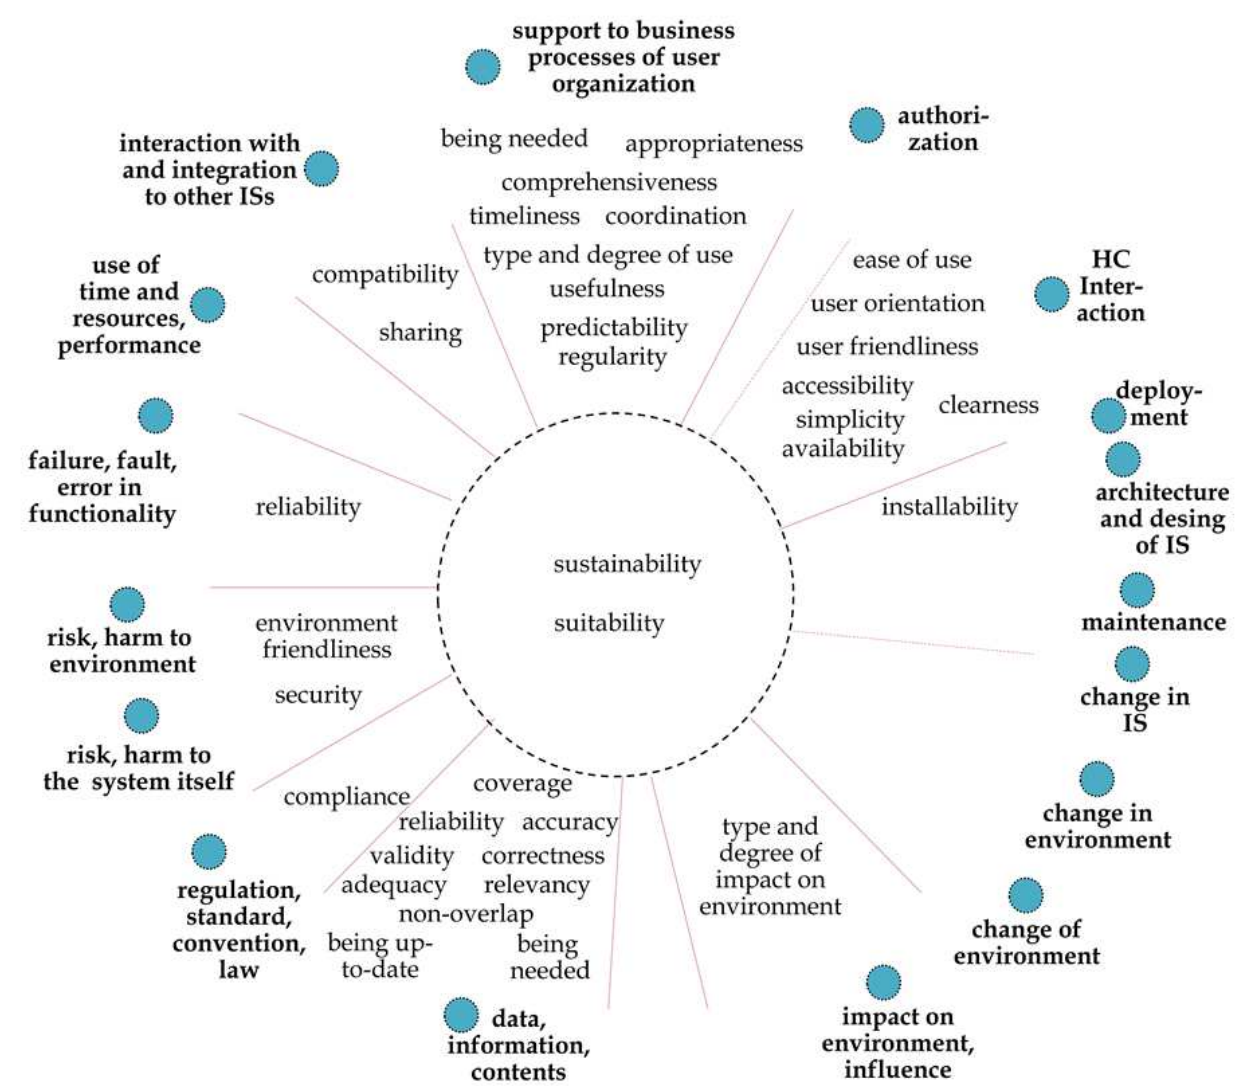 support to business
processes of user
organization
authori-
zation
being needed
appropriateness
interaction with
and integration
to other ISs
comprehensiveness
timeliness
coordination
type and degree of use
usefulness
predictability
regularity
compatibility
sharing
use of
time and
resources,
performance
ease of use
user orientation
user friendliness
accessibility
simplicity
availability
clearness
HC
Inter-
action
deploy-
ment
failure, fault,
error in
functionality
reliability
installability
architecture
and desing
of IS
sustainability
suitability
maintenance
risk, harm to
environment
environment
friendliness
security
change in
IS
risk, harm to
the system itself
compliance
coverage
reliability
accuracy
validity
correctness
adequacy
relevancy
non-overlap
being up-
to-date
being
needed
type and
degree of
impact on
environment
change in
environment
regulation,
standard,
convention,
law
change of
environment
data,
information,
contents
impact on
environment,
influence